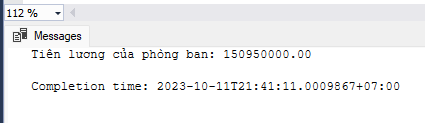 112 %
Messages
Tiên lương của phòng ban: 150950000.00
Completion time: 2023-10-11T21:41:11.0009867+07:00